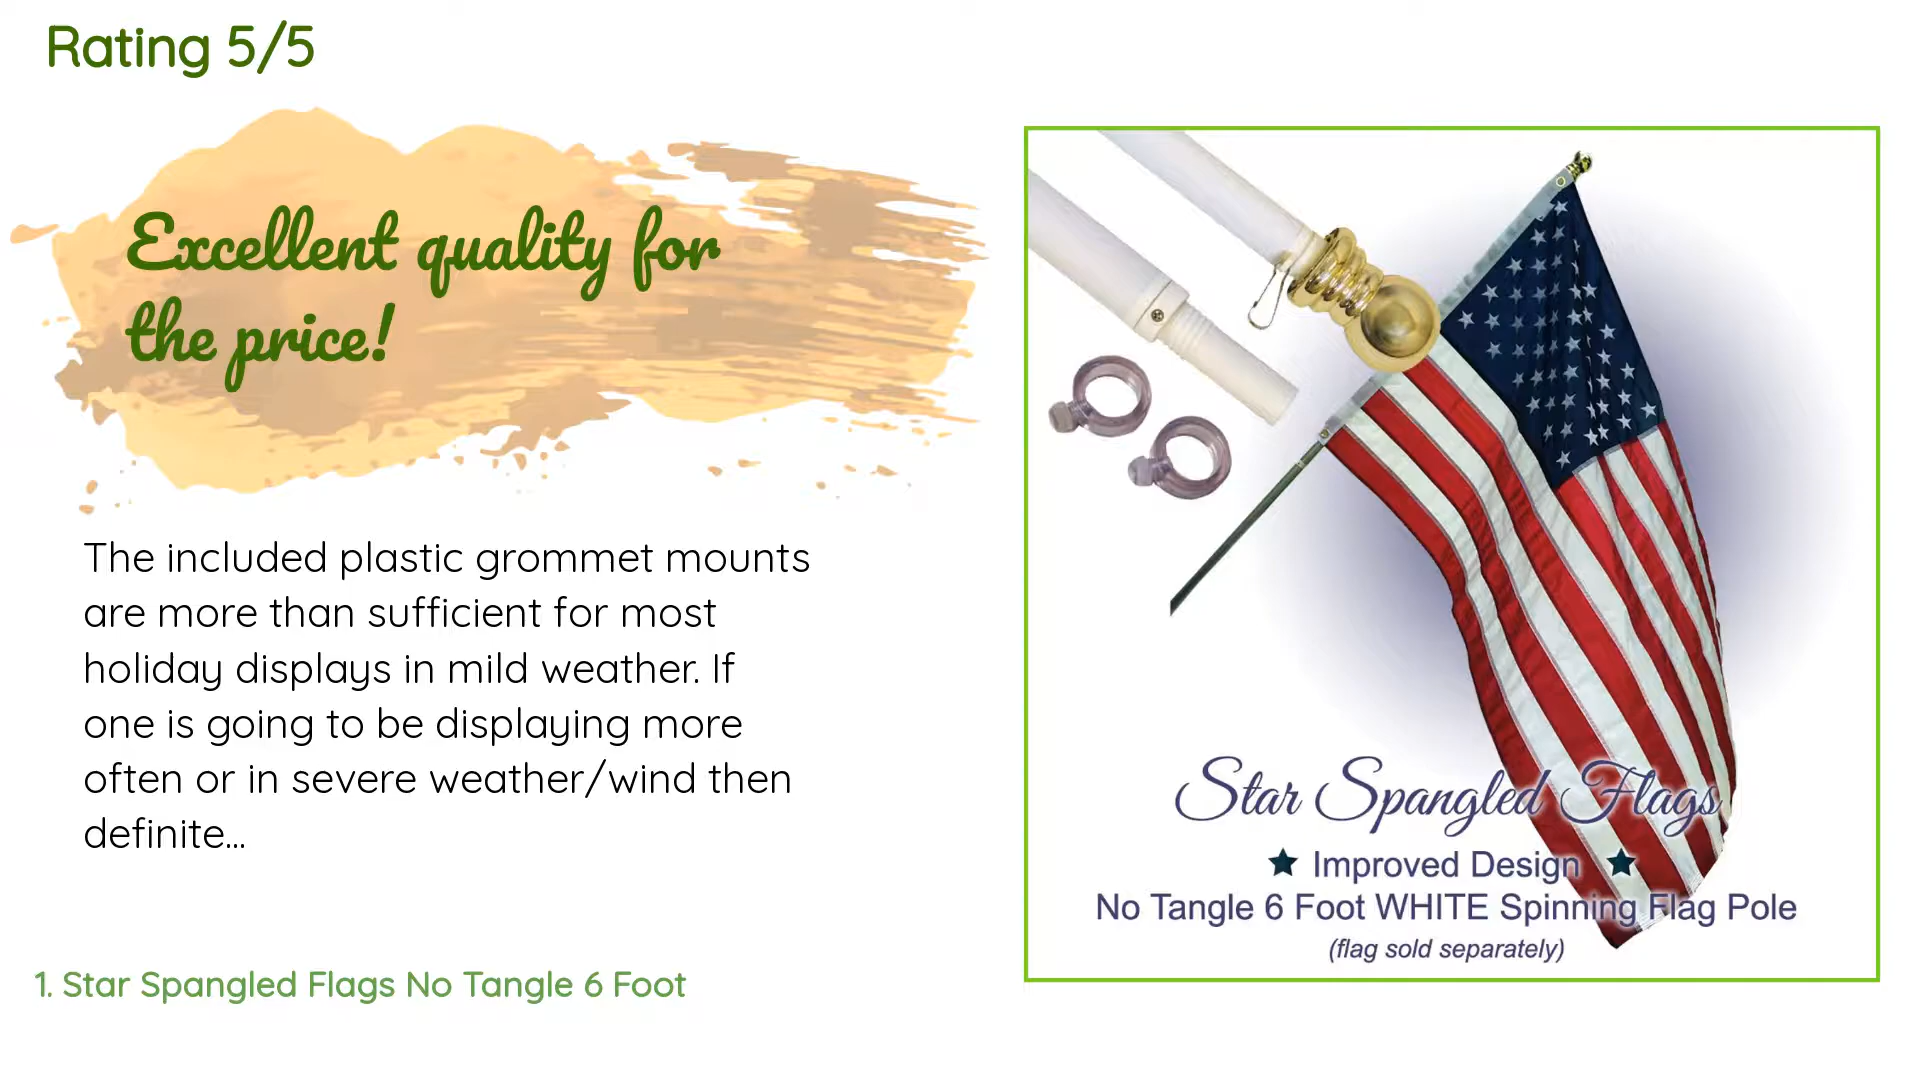 Rating 5/5
Excellent quality for
the price!
The included plastic grommet mounts
are more than sufficient for most
holiday displays in mild weather. If
one is going to be displaying more
often or in severe weather/wind then
definite...
1. Star Spangled Flags No Tangle 6 Foot
Star Spangled Flags
Improved Design
No Tangle 6 Foot WHITE Spinning Flag Pole
(flag sold separately)